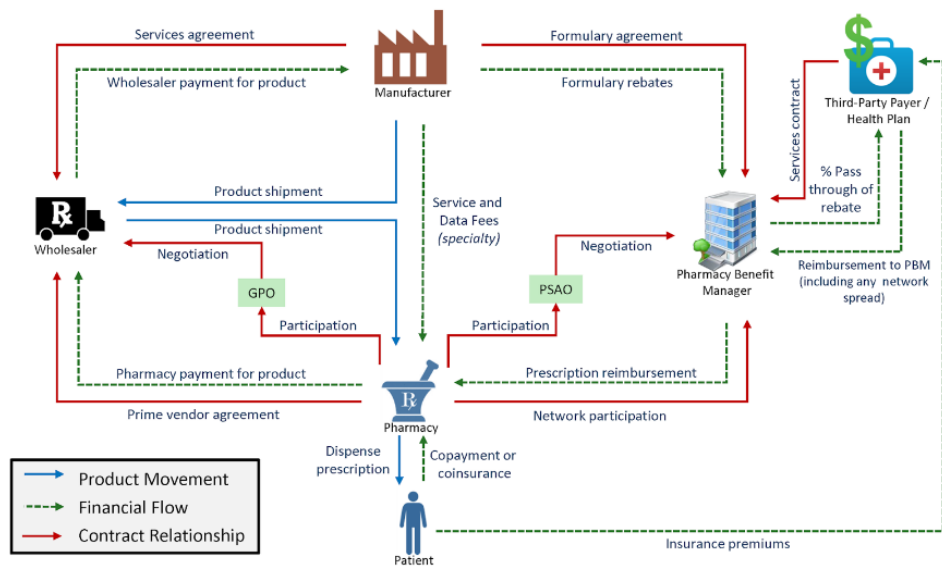 Services agreement
Formulary agreement
Wholesaler payment for product
Manufacturer
Formulary rebates
Third-Party Payer /
Health Plan
Services contract
Product shipment
% Pass
through of
rebate
Service and
Data Fees
(specialty)
Rx
Wholesaler
Product shipment
Negotiation
Negotiation
Pharmacy Benefit
Manager
Reimbursement to PBM
(including any network
spread)
GPO
PSAO
Participation
Participation
Pharmacy payment for product
Prescription reimbursement
Rx
Prime vendor agreement
Pharmacy
Network participation
Dispense
prescription
Copayment or
coinsurance
Product Movement
Financial Flow
Contract Relationship
Insurance premiums
Patient